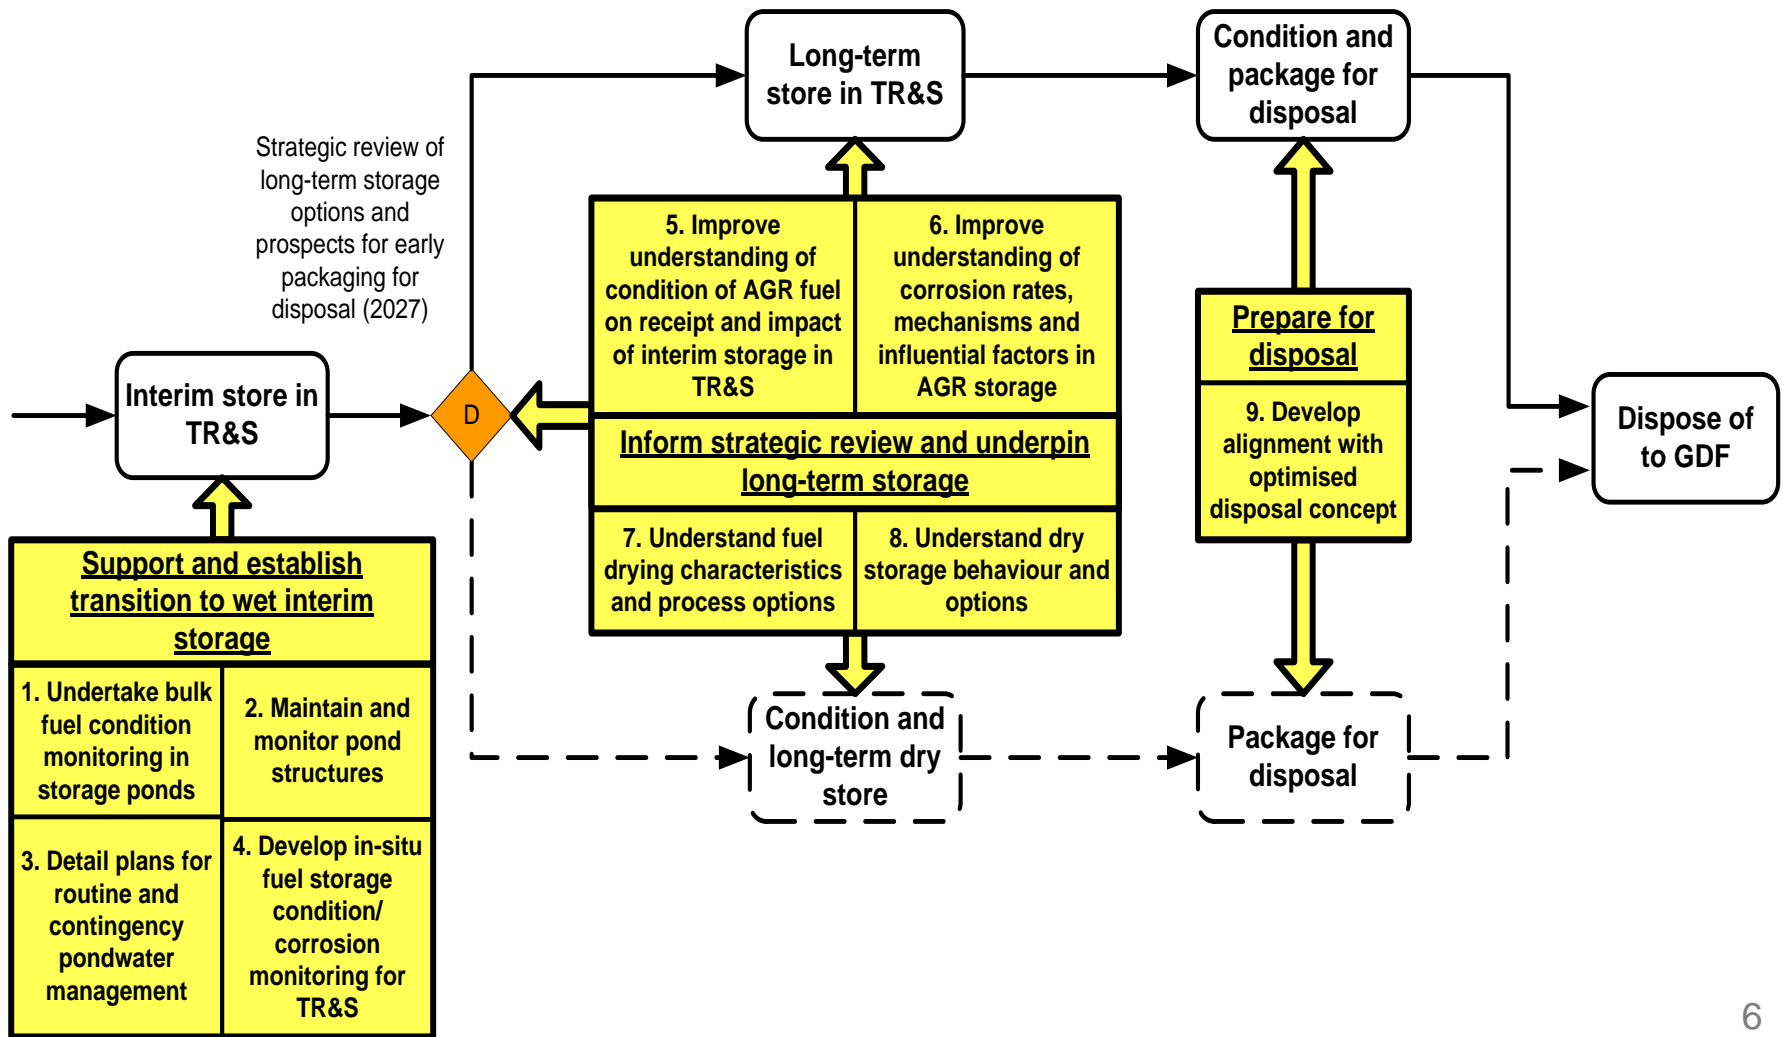 Long-term
store in TR&S
Condition and
package for
disposal
Strategic review of
long-term storage
options and
prospects for early
packaging for
disposal (2027)
Interim store in
TR&S
D
5. Improve
understanding of
condition of AGR fuel
on receipt and impact
of interim storage in
TR&S
6. Improve
understanding of
corrosion rates,
mechanisms and
influential factors in
AGR storage
Inform strategic review and underpin
long-term storage
7. Understand fuel
drying characteristics
and process options
8. Understand dry
storage behaviour and
options
Prepare for
disposal
9. Develop
alignment with
optimised
disposal concept
Dispose of
to GDF
Support and establish
transition to wet interim
storage
1. Undertake bulk
fuel condition
monitoring in
storage ponds
2. Maintain and
monitor pond
structures
3. Detail plans for
routine and
contingency
pondwater
management
4. Develop in-situ
fuel storage
condition/
corrosion
monitoring for
TR&S
Condition and
long-term dry
store
Package for
disposal
6